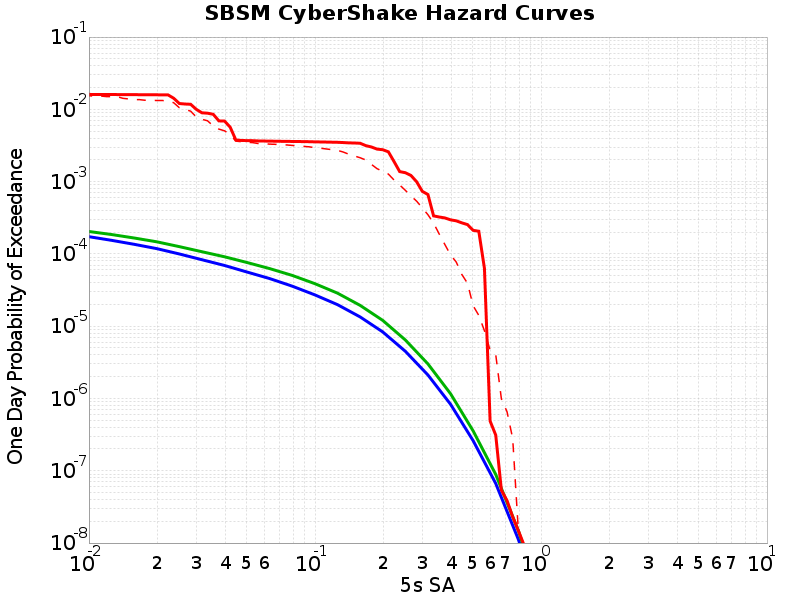 SBSM CyberShake Hazard Curves
10^-1
10^-2
10^-3
10^-4
10^-5
10^-6
10^-7
10^-8
One Day Probability of Exceedance
10^-2 2 3 4 5 6 10^-1 2 3 4 5 6 7 10^0 2 3 4 5 6 7 10^1
5s SA